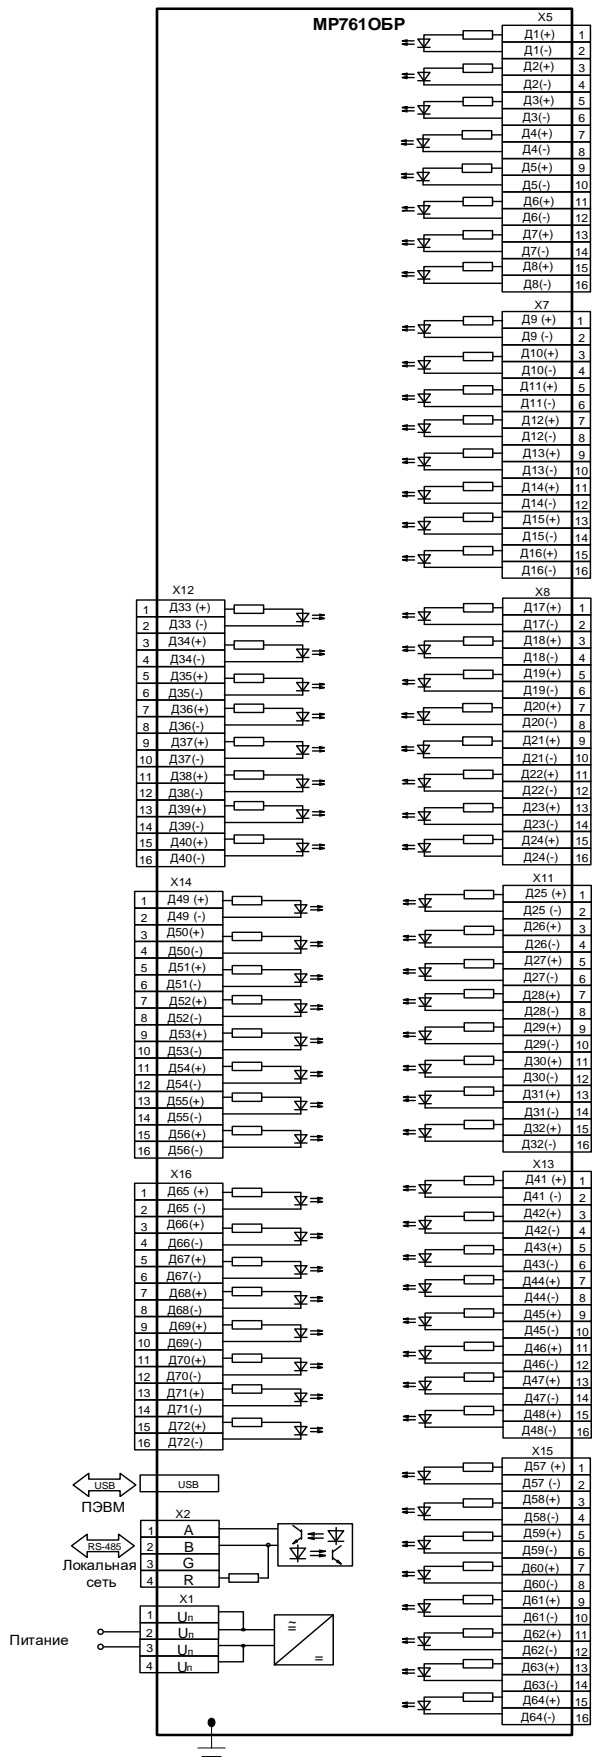 МР761ОБР
X5
Д1(+) 1
Д1(-) 2
Д2(+) 3
Д2(-) 4
Д3(+) 5
Д3(-) 6
Д4(+) 7
Д4(-) 8
Д5(+) 9
Д5(-) 10
Д6(+) 11
Д6(-) 12
Д7(+) 13
Д7(-) 14
Д8(+) 15
Д8(-) 16
X7
Д9 (+) 1
Д9 (-) 2
Д10(+) 3
Д10(-) 4
Д11(+) 5
Д11(-) 6
Д12(+) 7
Д12(-) 8
Д13(+) 9
Д13(-) 10
Д14(+) 11
Д14(-) 12
Д15(+) 13
Д15(-) 14
Д16(+) 15
Д16(-) 16
X12
1 Д33 (+)
2 Д33 (-)
3 Д34(+)
4 Д34(-)
5 Д35(+)
6 Д35(-)
7 Д36(+)
8 Д36(-)
9 Д37(+)
10 Д37(-)
11 Д38(+)
12 Д38(-)
13 Д39(+)
14 Д39(-)
15 Д40(+)
16 Д40(-)
X8
Д17(+) 1
Д17(-) 2
Д18(+) 3
Д18(-) 4
Д19(+) 5
Д19(-) 6
Д20(+) 7
Д20(-) 8
Д21(+) 9
Д21(-) 10
Д22(+) 11
Д22(-) 12
Д23(+) 13
Д23(-) 14
Д24(+) 15
Д24(-) 16
X14
1 Д49 (+)
2 Д49 (-)
3 Д50(+)
4 Д50(-)
5 Д51(+)
6 Д51(-)
7 Д52(+)
8 Д52(-)
9 Д53(+)
10 Д53(-)
11 Д54(+)
12 Д54(-)
13 Д55(+)
14 Д55(-)
15 Д56(+)
16 Д56(-)
X11
Д25 (+) 1
Д25 (-) 2
Д26(+) 3
Д26(-) 4
Д27(+) 5
Д27(-) 6
Д28(+) 7
Д28(-) 8
Д29(+) 9
Д29(-) 10
Д30(+) 11
Д30(-) 12
Д31(+) 13
Д31(-) 14
Д32(+) 15
Д32(-) 16
X16
1 Д65 (+)
2 Д65 (-)
3 Д66(+)
4 Д66(-)
5 Д67(+)
6 Д67(-)
7 Д68(+)
8 Д68(-)
9 Д69(+)
10 Д69(-)
11 Д70(+)
12 Д70(-)
13 Д71(+)
14 Д71(-)
15 Д72(+)
16 Д72(-)
X13
Д41 (+) 1
Д41 (-) 2
Д42(+) 3
Д42(-) 4
Д43(+) 5
Д43(-) 6
Д44(+) 7
Д44(-) 8
Д45(+) 9
Д45(-) 10
Д46(+) 11
Д46(-) 12
Д47(+) 13
Д47(-) 14
Д48(+) 15
Д48(-) 16
USB USB
ПЭВМ
X2
1 A
2 B
3 G
4 R
RS-485
Локальная
сеть
X1
1 Uп
2 Uп
3 Uп
4 Uп
Питание
X15
Д57 (+) 1
Д57 (-) 2
Д58(+) 3
Д58(-) 4
Д59(+) 5
Д59(-) 6
Д60(+) 7
Д60(-) 8
Д61(+) 9
Д61(-) 10
Д62(+) 11
Д62(-) 12
Д63(+) 13
Д63(-) 14
Д64(+) 15
Д64(-) 16